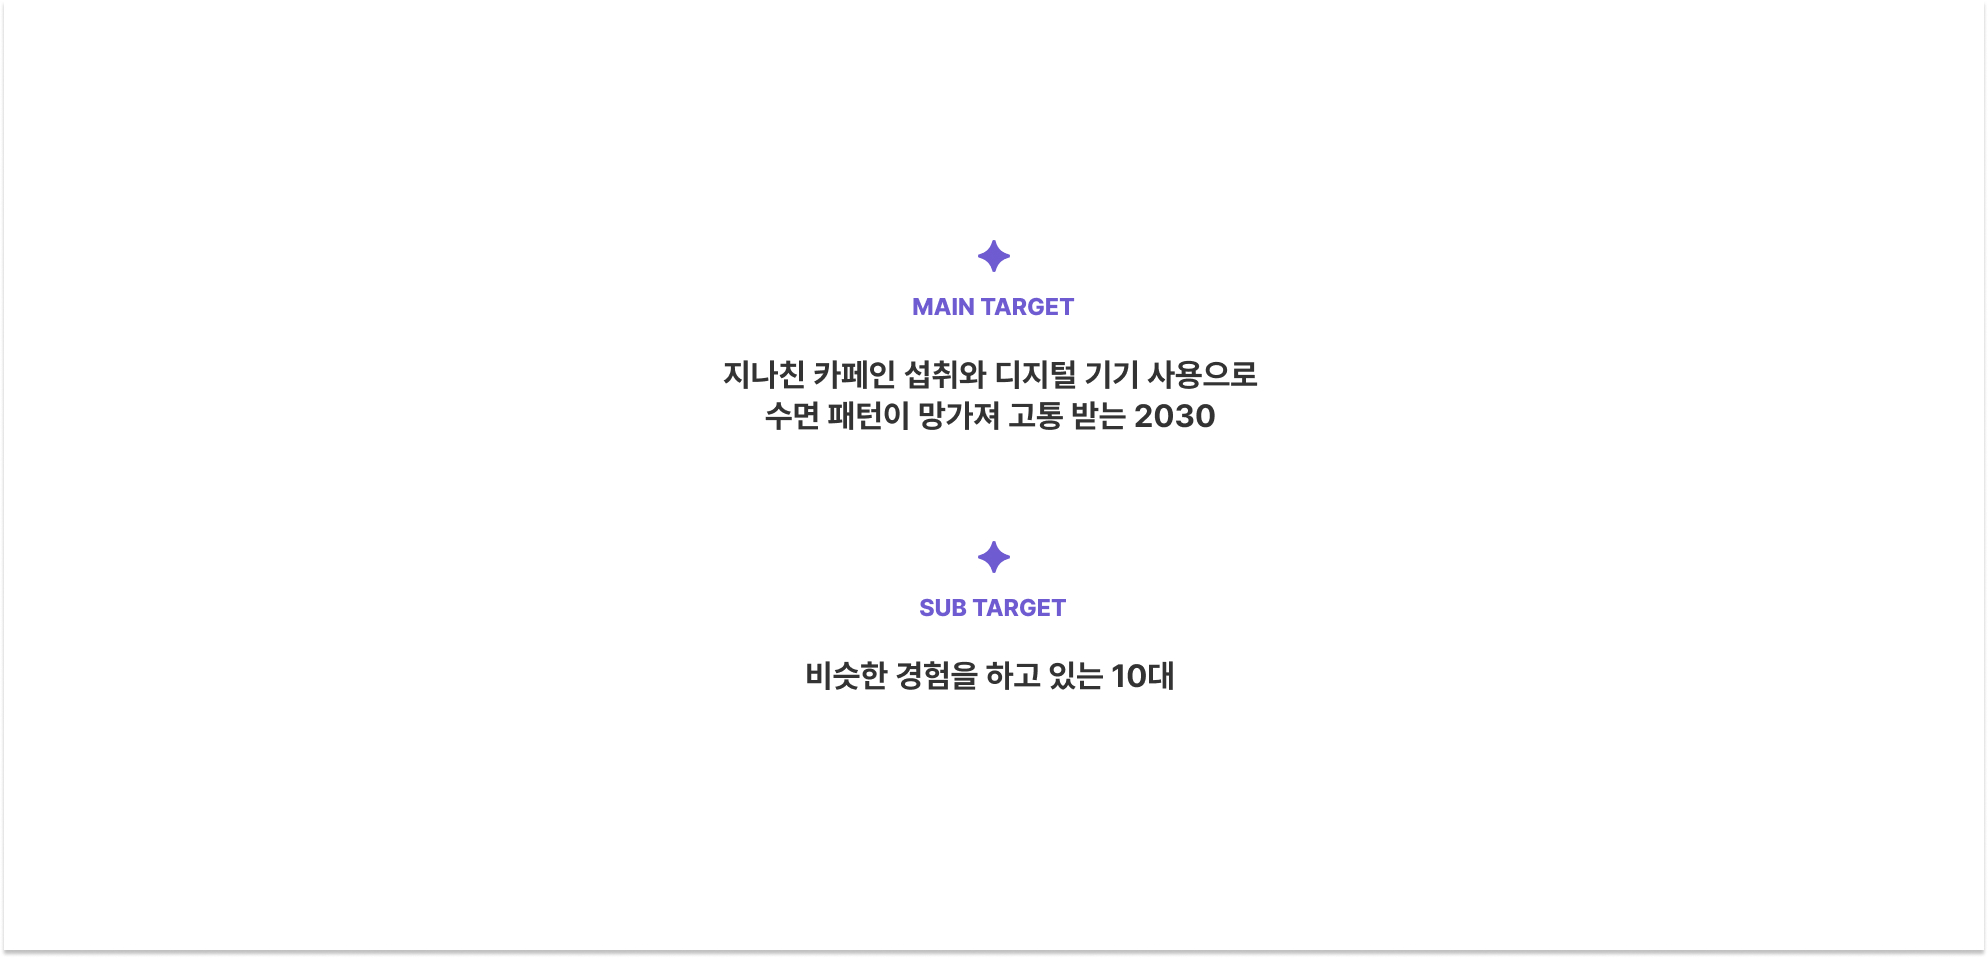 MAIN TARGET
지나친 카페인 섭취와 디지털 기기 사용으로
수면 패턴이 망가져 고통 받는 2030
SUB TARGET
비슷한 경험을 하고 있는 10대